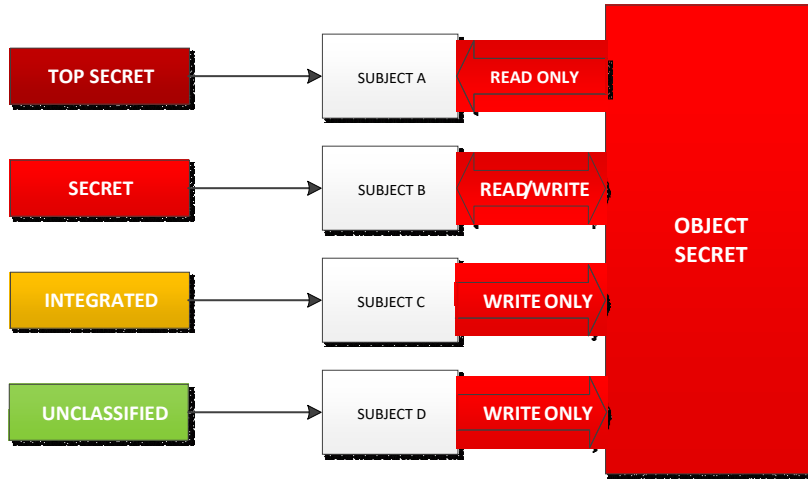 TOP SECRET
SUBJECT A
READ ONLY
SECRET
SUBJECT B
READ/WRITE
OBJECT
SECRET
INTEGRATED
SUBJECT C
WRITE ONLY
UNCLASSIFIED
SUBJECT D
WRITE ONLY